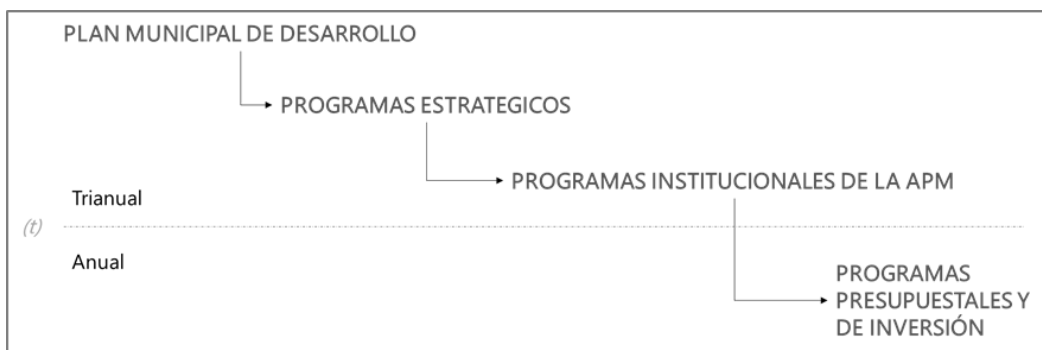 PLAN MUNICIPAL DE DESARROLLO
PROGRAMAS ESTRATEGICOS
PROGRAMAS INSTITUCIONALES DE LA APM
Trianual
(t)
Anual
PROGRAMAS
PRESUPUESTALES Y
DE INVERSIÓN